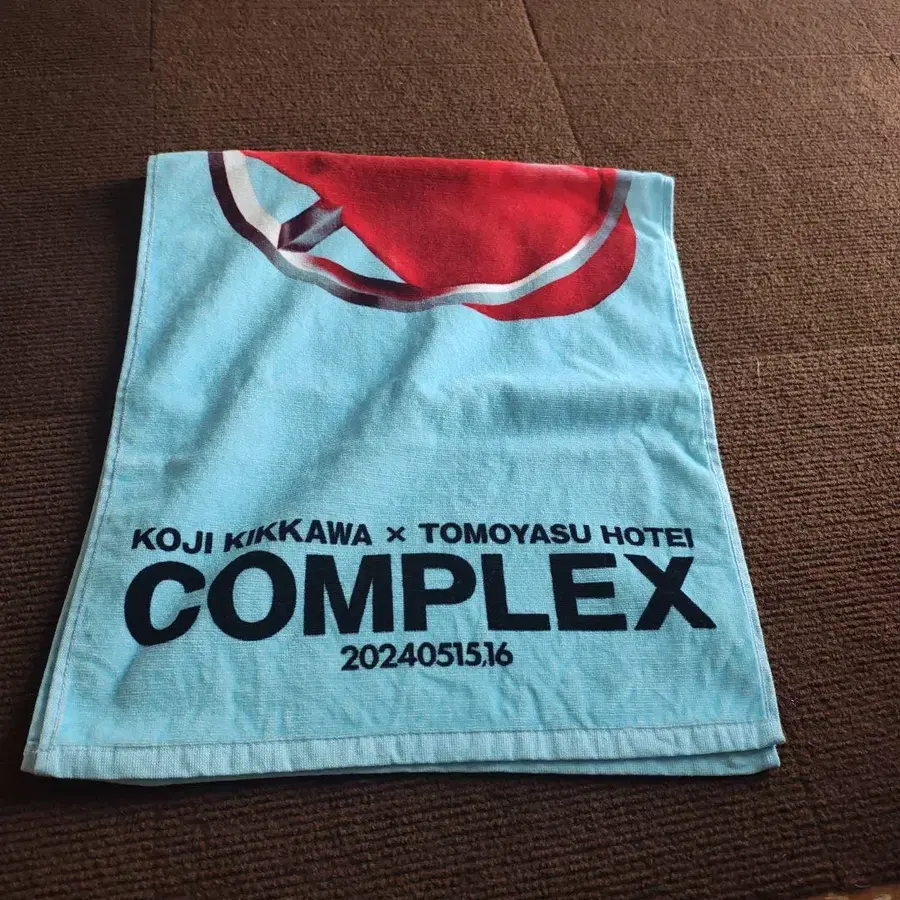 KOJI KIKKAWA × TOMOYASU HOTEI
COMPLEX
20240515,16